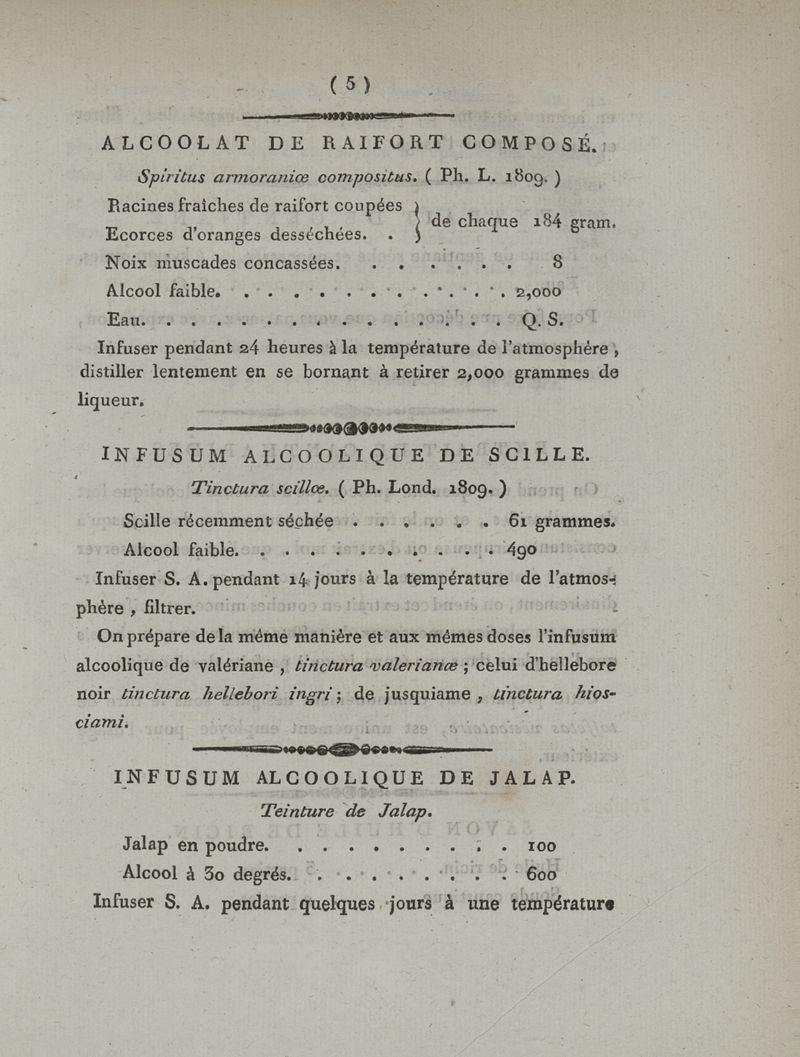 ( 5 )
ALCOOLAT DE RAIFORT COMPOSÉ.
Spiritus armoraniœ compositus. ( Ph. L. 1809. )
Racines fraîches de raifort coupées } de chaque 184 gram.
Ecorces d'oranges desséchées. .
Noix muscades concassées. . . . . . . 8
Alcool faible. . . . . . . . . . . . 2,000
Eau. . . . . . . . . . . . . . . Q. S.
Infuser pendant 24 heures à la température de l'atmosphère ,
distiller lentement en se bornant à retirer 2,000 grammes de
liqueur.
INFUSUM ALCOOLIQUE DE SCILLE.
Tinctura scillœ. ( Ph. Lond. 1809. )
Scille récemment séchée . . . . . . 61 grammes.
Alcool faible. . . . . . . . . . . 490
Infuser S. A. pendant 14 jours à la température de l'atmos-
phère , filtrer.
On prépare de la même manière et aux mêmes doses l'infusum
alcoolique de valériane , tinctura valerianœ ; celui d'hellebore
noir tinctura hellebori ingri ; de jusquiame , tinctura hios-
ciami.
INFUSUM ALCOOLIQUE DE JALAP.
Teinture de Jalap.
Jalap en poudre. . . . . . . . . . 100
Alcool à 30 degrés. . . . . . . . . 600
Infuser S. A. pendant quelques jours à une température